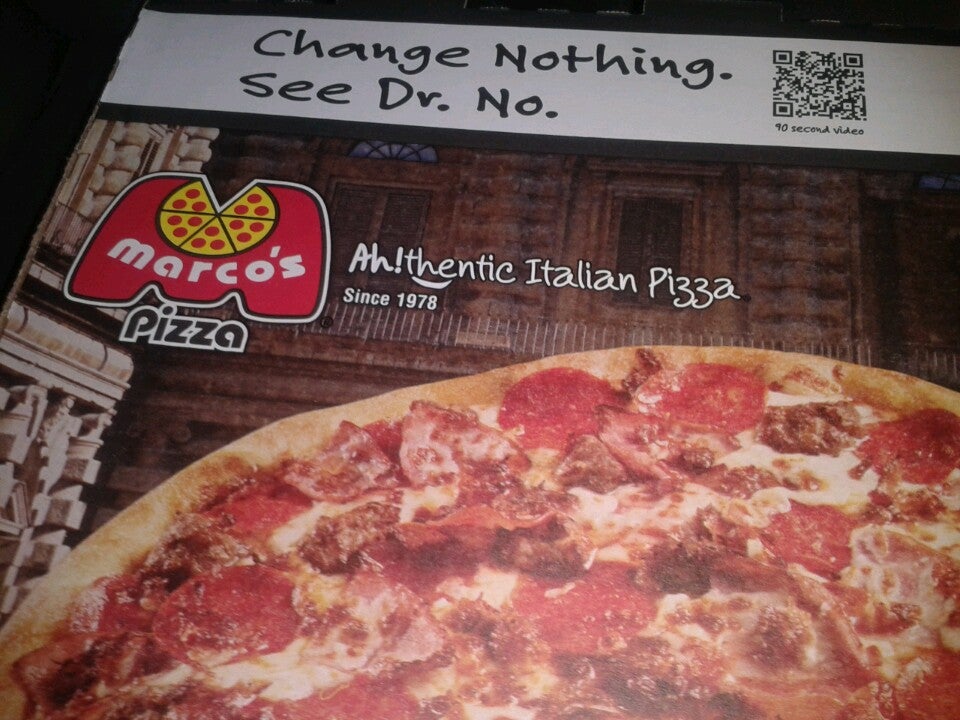 Change Nothing.
See Dr. No.
90 second video
marco's
pizza
Ah!thentic Italian Pizza
Since 1978